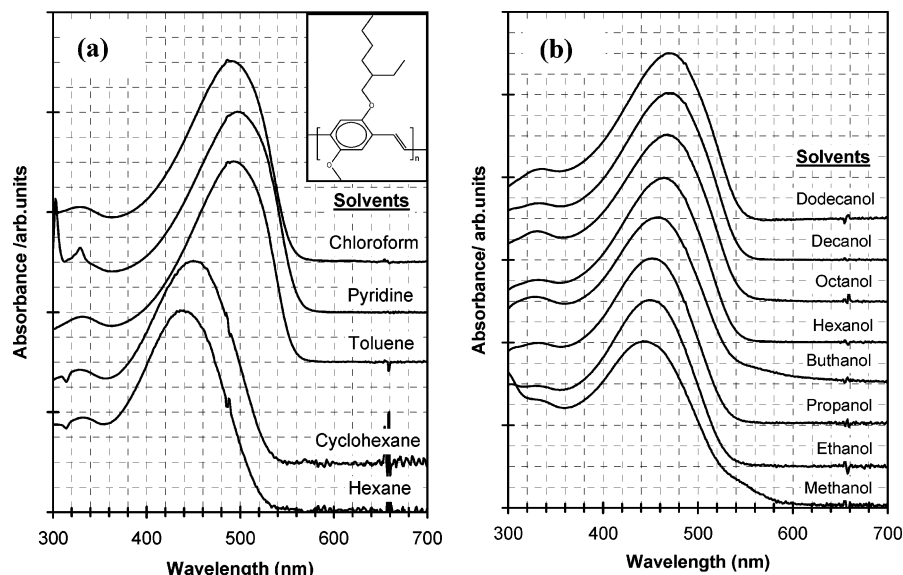 (a)
O
O
n
Solvents
Chloroform
Pyridine
Toluene
Cyclohexane
Hexane
Absorbance /arb.units
300 400 500 600 700
Wavelength (nm)
(b)
Solvents
Dodecanol
Decanol
Octanol
Hexanol
Buthanol
Propanol
Ethanol
Methanol
Absorbance/ arb.units
300 400 500 600 700
Wavelength (nm)